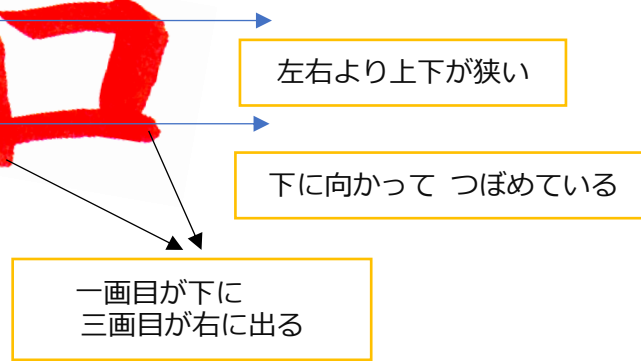 口
左右より上下が狭い
下に向かって つぼめている
一画目が下に
三画目が右に出る